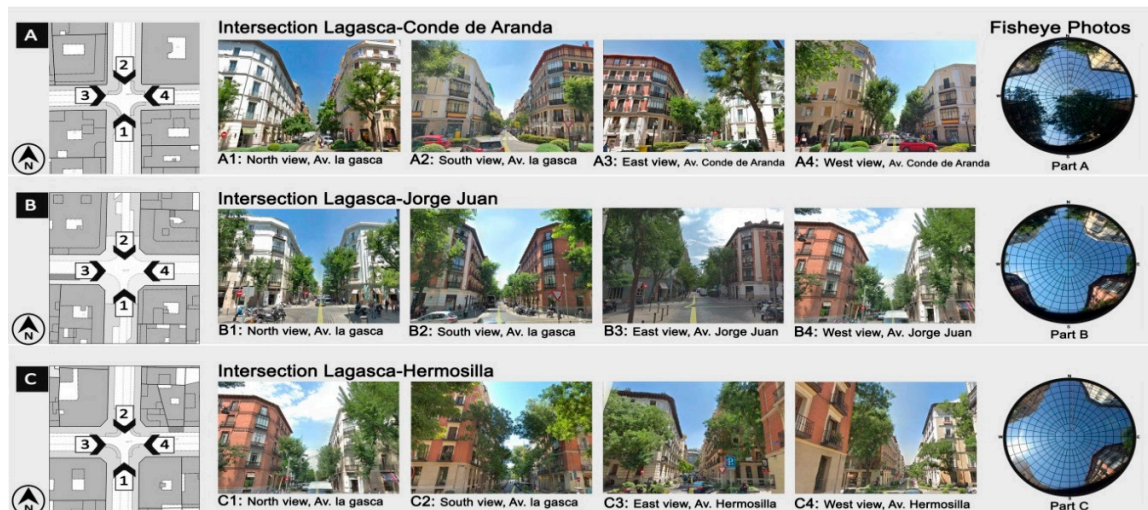 A
Intersection Lagasca-Conde de Aranda
Fisheye Photos
2
3
4
1
N
A1: North view, Av. la gasca
A2: South view, Av. la gasca
A3: East view, Av. Conde de Aranda
A4: West view, Av. Conde de Aranda
Part A
B
Intersection Lagasca-Jorge Juan
2
3
4
1
N
B1: North view, Av. la gasca
B2: South view, Av. la gasca
B3: East view, Av. Jorge Juan
B4: West view, Av. Jorge Juan
Part B
C
Intersection Lagasca-Hermosilla
2
3
4
1
N
C1: North view, Av. la gasca
C2: South view, Av. la gasca
C3: East view, Av. Hermosilla
C4: West view, Av. Hermosilla
Part C